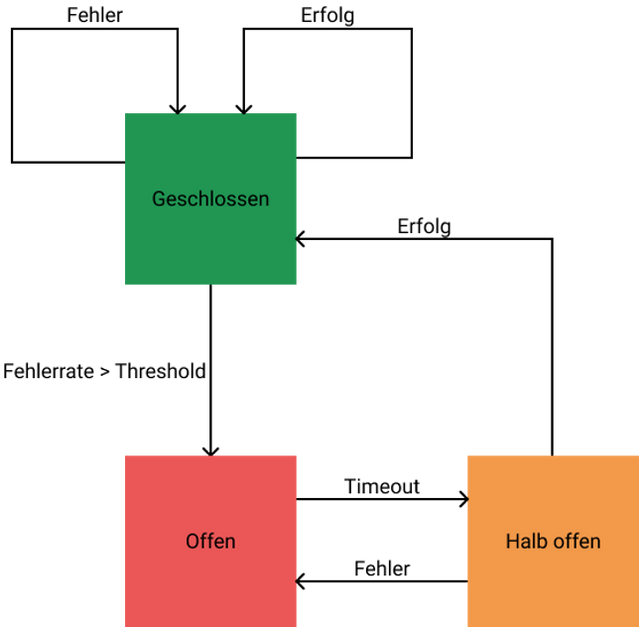 Fehler
Erfolg
Geschlossen
Erfolg
Fehlerrate > Threshold
Timeout
Offen
Halb offen
Fehler